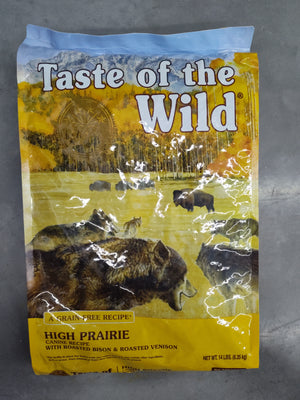 Taste of the
Wild®
A GRAIN-FREE RECIPE*
HIGH PRAIRIE
CANINE RECIPE
WITH ROASTED BISON & ROASTED VENISON
NET WT. 14 LBS. (6.35 KG)